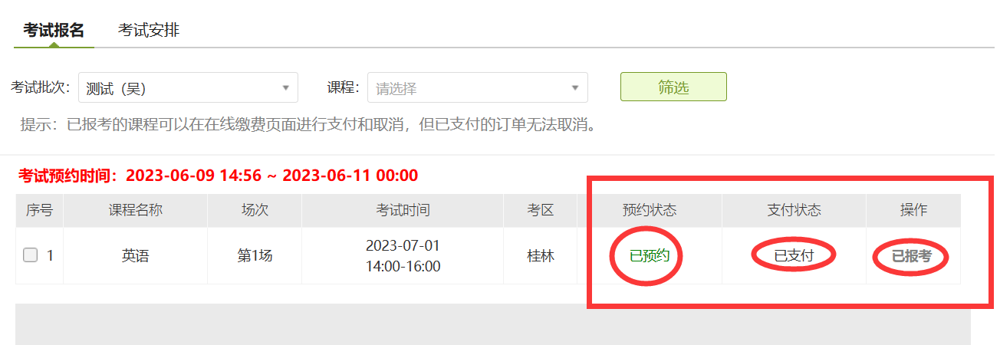 考试报名 考试安排
考试批次： 测试（吴） 课程： 请选择 筛选
提示：已报考的课程可以在在线缴费页面进行支付和取消，但已支付的订单无法取消。
考试预约时间：2023-06-09 14:56 ~ 2023-06-11 00:00
序号 课程名称 场次 考试时间 考区 预约状态 支付状态 操作
1 英语 第1场 2023-07-01 14:00-16:00 桂林 已预约 已支付 已报考